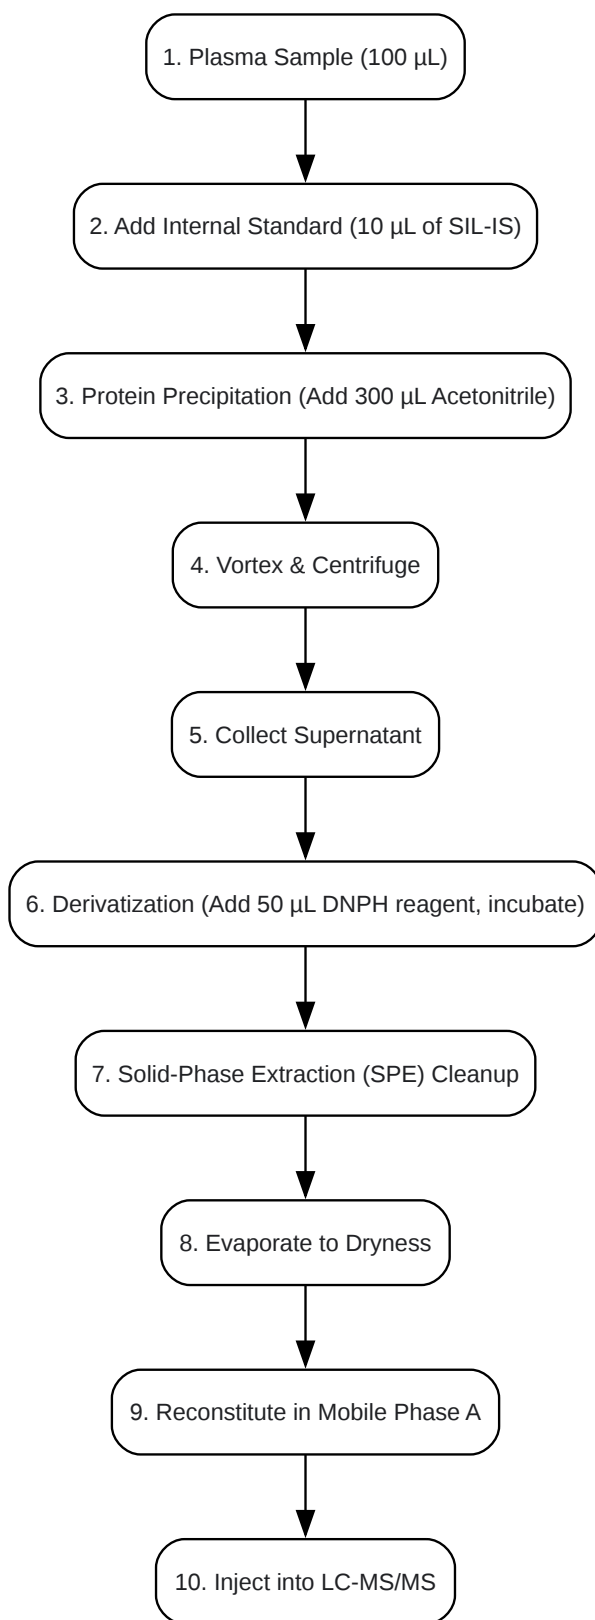 1. Plasma Sample (100 µL)
2. Add Internal Standard (10 µL of SIL-IS)
3. Protein Precipitation (Add 300 µL Acetonitrile)
4. Vortex & Centrifuge
5. Collect Supernatant
6. Derivatization (Add 50 µL DNPH reagent, incubate)
7. Solid-Phase Extraction (SPE) Cleanup
8. Evaporate to Dryness
9. Reconstitute in Mobile Phase A
10. Inject into LC-MS/MS